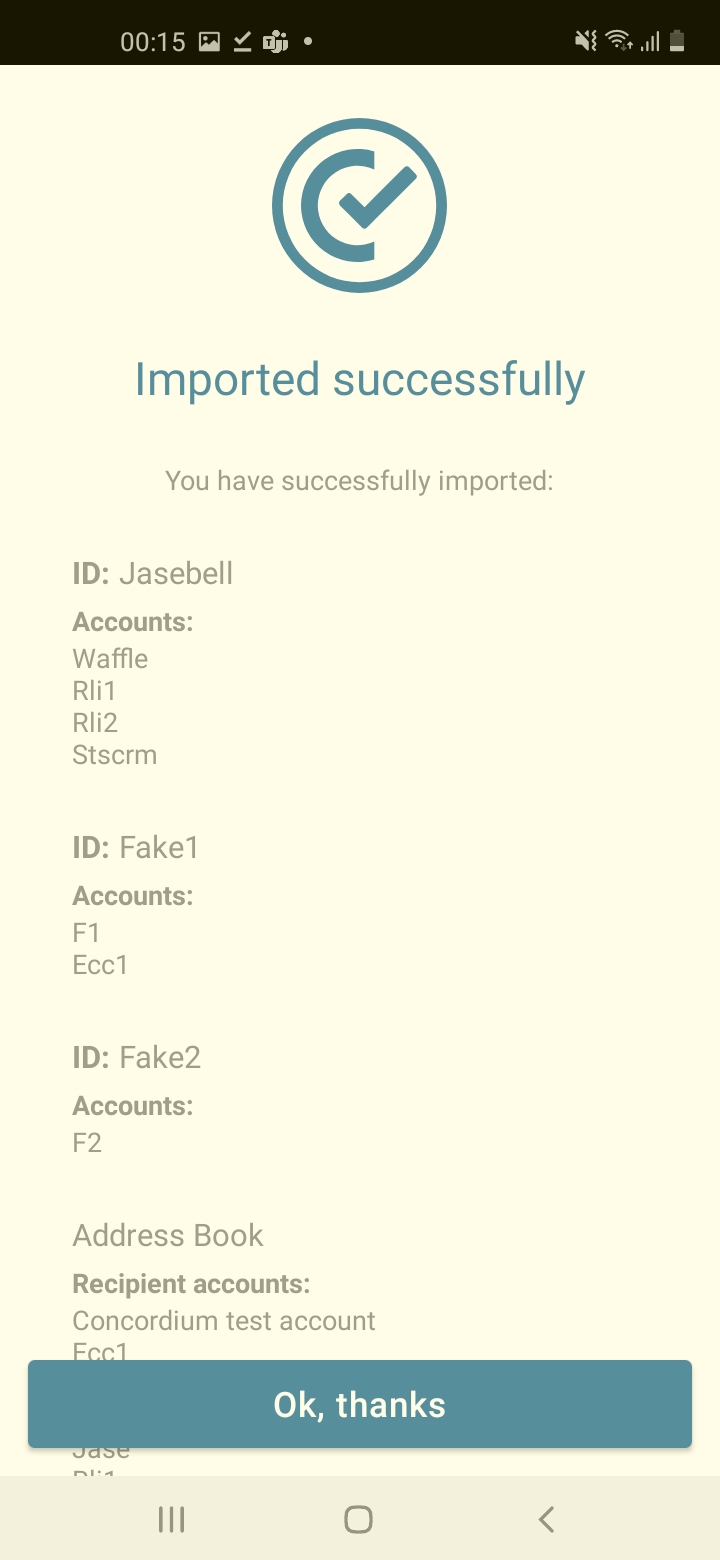 00:15
Imported successfully
You have successfully imported:
ID: Jasebell
Accounts:
Waffle
Rli1
Rli2
Stscrm
ID: Fake1
Accounts:
F1
Ecc1
ID: Fake2
Accounts:
F2
Address Book
Recipient accounts:
Concordium test account
Ecc1
Ok, thanks
Jase
Rli1